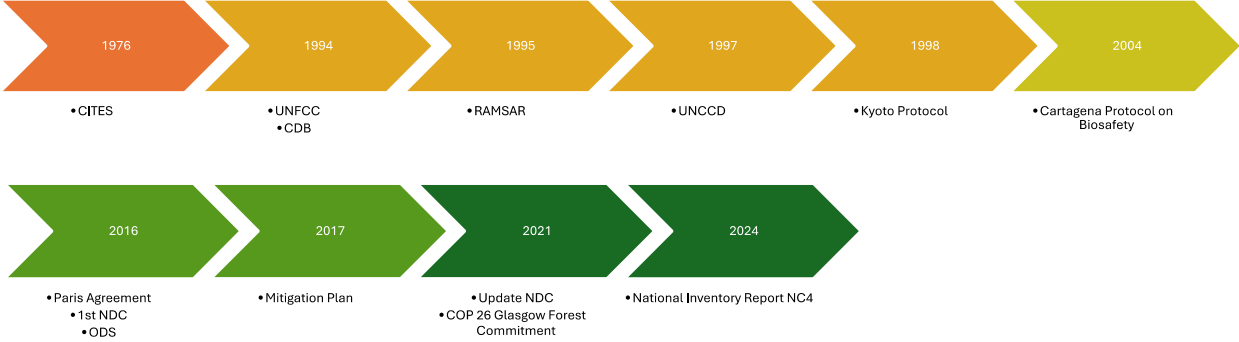 1976
1994
1995
1997
1998
2004
• CITES
• UNFCC
• CDB
• RAMSAR
• UNCCD
• Kyoto Protocol
• Cartagena Protocol on
Biosafety
2016
2017
2021
2024
• Paris Agreement
• 1st NDC
• ODS
• Mitigation Plan
• Update NDC
• COP 26 Glasgow Forest
Commitment
• National Inventory Report NC4